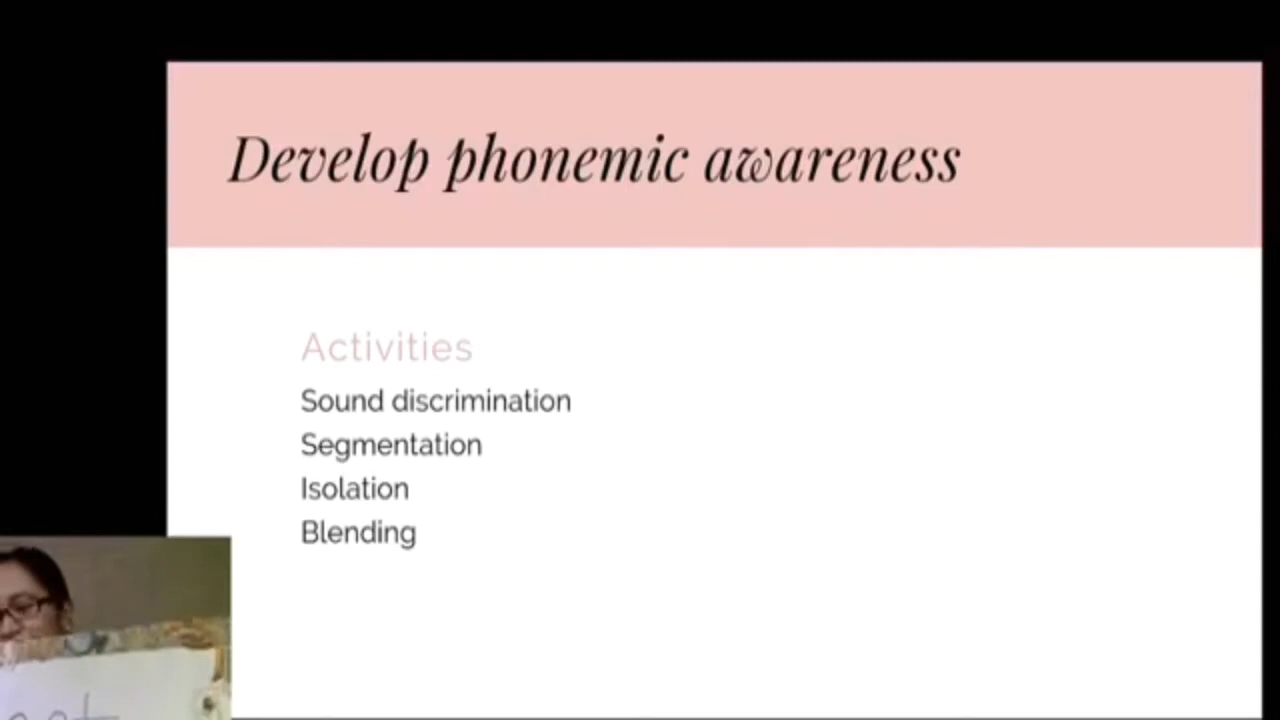 Develop phonemic awareness
Activities
Sound discrimination
Segmentation
Isolation
Blending